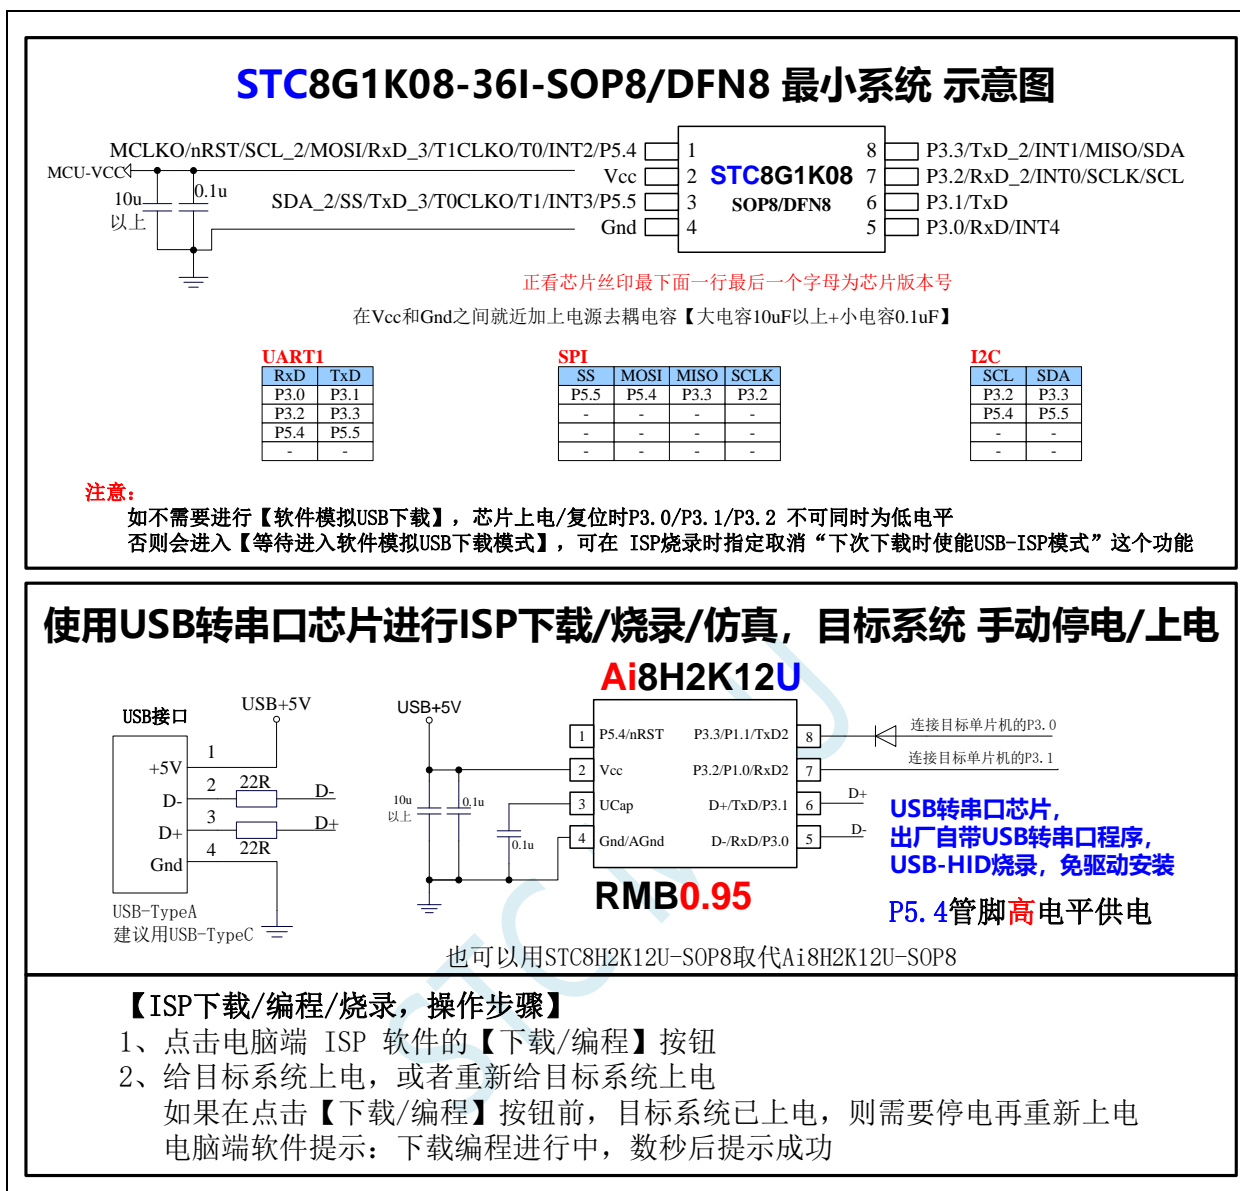 STC8G1K08-36I-SOP8/DFN8 最小系统 示意图
MCLKO/nRST/SCL_2/MOSI/RxD_3/T1CLKO/T0/INT2/P5.4
1
8
P3.3/TxD_2/INT1/MISO/SDA
MCU-VCC
Vcc
2
STC8G1K08
7
P3.2/RxD_2/INT0/SCLK/SCL
10u
以上
0.1u
SDA_2/SS/TxD_3/T0CLKO/T1/INT3/P5.5
3
SOP8/DFN8
6
P3.1/TxD
Gnd
4
5
P3.0/RxD/INT4
正看芯片丝印最下面一行最后一个字母为芯片版本号
在Vcc和Gnd之间就近加上电源去耦电容【大电容10uF以上+小电容0.1uF】
UART1
RxD TxD
P3.0 P3.1
P3.2 P3.3
P5.4 P5.5
- -
SPI
SS MOSI MISO SCLK
P5.5 P5.4 P3.3 P3.2
- - - -
- - - -
- - - -
I2C
SCL SDA
P3.2 P3.3
P5.4 P5.5
- -
- -
注意：
如不需要进行【软件模拟USB下载】，芯片上电/复位时P3.0/P3.1/P3.2 不可同时为低电平
否则会进入【等待进入软件模拟USB下载模式】，可在 ISP烧录时指定取消“下次下载时使能USB-ISP模式”这个功能
使用USB转串口芯片进行ISP下载/烧录/仿真，目标系统 手动停电/上电
Ai8H2K12U
USB接口
USB+5V
+5V
1
D-
2
22R
D-
D+
3
22R
D+
Gnd
4
USB-TypeA
建议用USB-TypeC
USB+5V
10u
以上
0.1u
0.1u
1
P5.4/nRST
P3.3/P1.1/TxD2
8
连接目标单片机的P3.0
2
Vcc
P3.2/P1.0/RxD2
7
连接目标单片机的P3.1
3
UCap
D+/TxD/P3.1
6
D+
4
Gnd/AGnd
D-/RxD/P3.0
5
D-
RMB0.95
USB转串口芯片，
出厂自带USB转串口程序，
USB-HID烧录，免驱动安装
P5.4管脚高电平供电
也可以用STC8H2K12U-SOP8取代Ai8H2K12U-SOP8
STC MCU
【ISP下载/编程/烧录，操作步骤】
1、点击电脑端 ISP 软件的【下载/编程】按钮
2、给目标系统上电，或者重新给目标系统上电
如果在点击【下载/编程】按钮前，目标系统已上电，则需要停电再重新上电
电脑端软件提示：下载编程进行中，数秒后提示成功